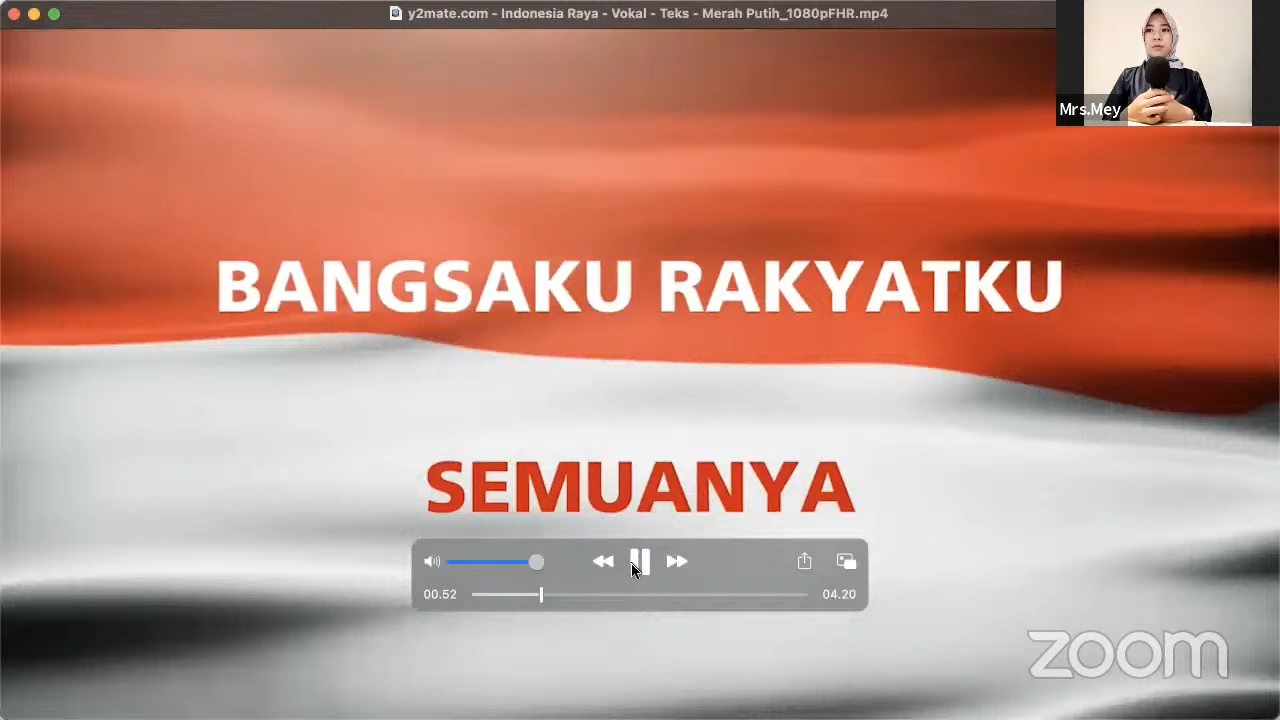 y2mate.com - Indonesia Raya - Vokal - Teks - Merah Putih_1080pFHR.mp4
Mrs.Mey
BANGSAKU RAKYATKU
SEMUANYA
00.52
04.20
zoom